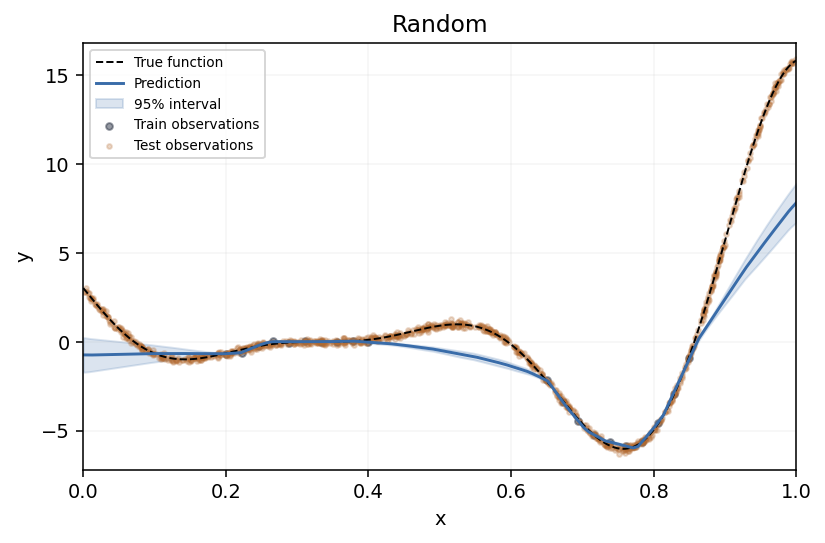 Random
True function
Prediction
95% interval
Train observations
Test observations
y
15
10
5
0
−5
0.0 0.2 0.4 0.6 0.8 1.0
x